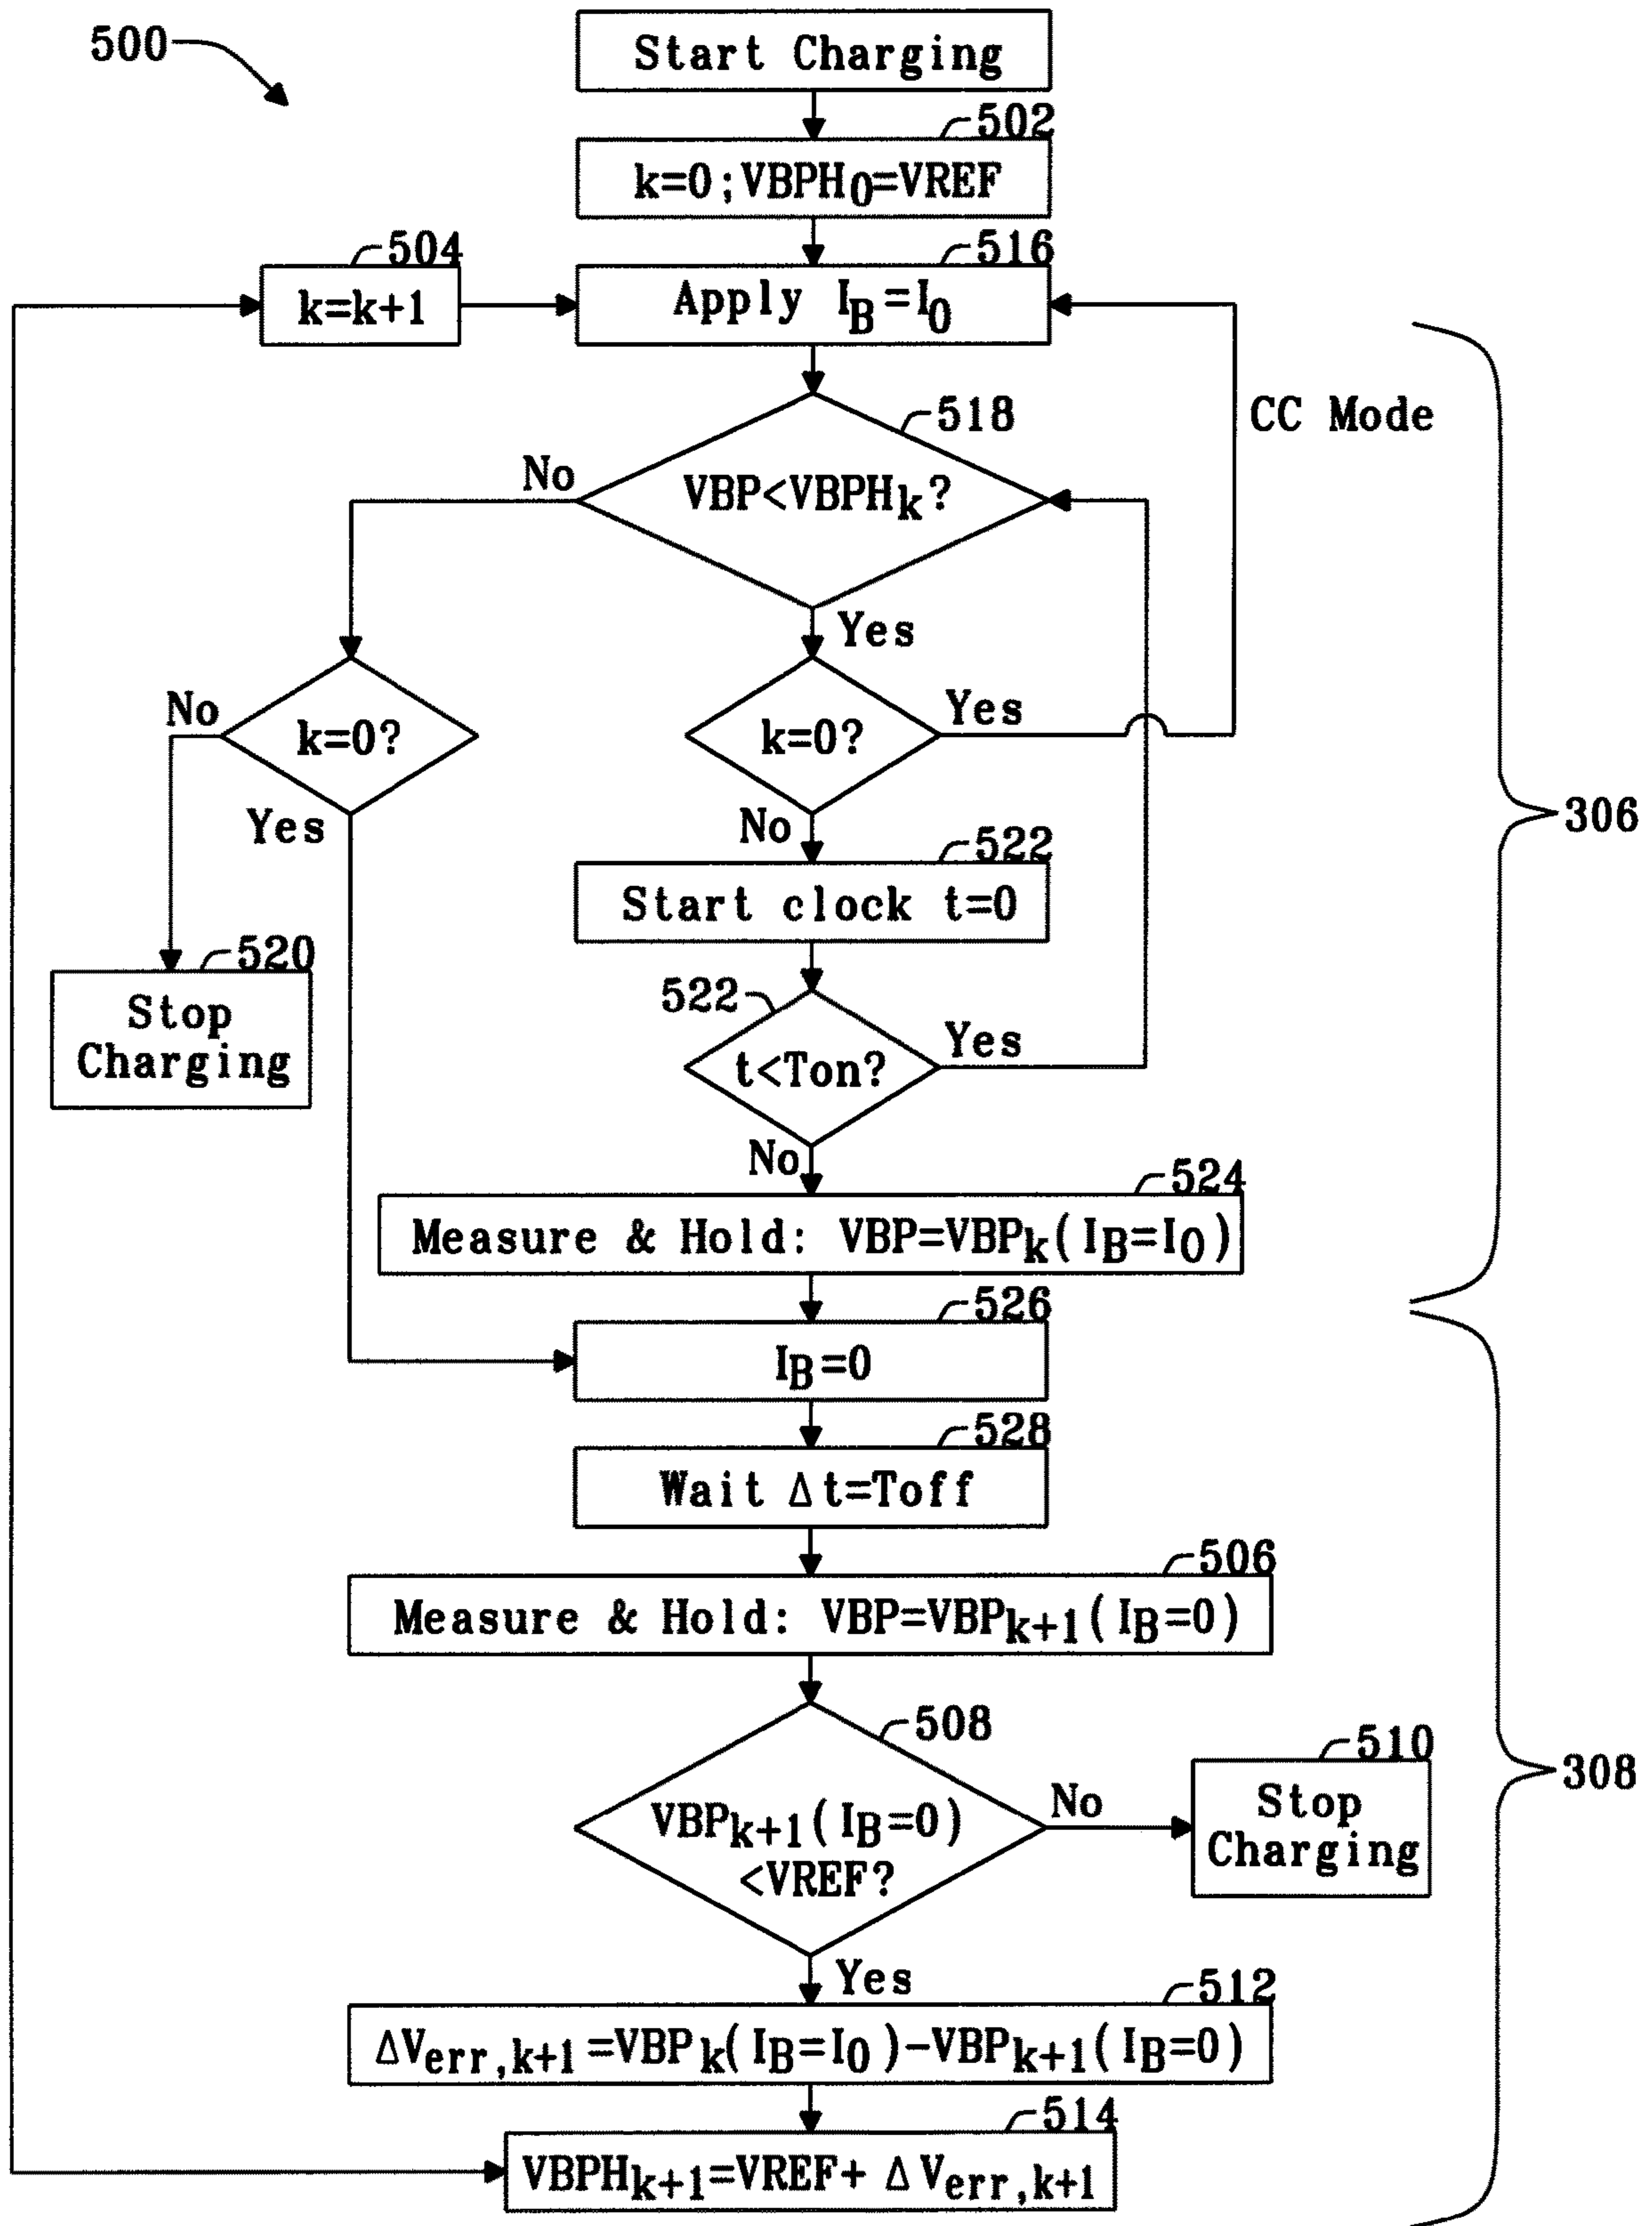 500
Start Charging
502
k=0;VBPH0=VREF
504
516
k=k+1
Apply IB=I0
CC Mode
518
No
VBP<VBPHk?
Yes
No
k=0?
k=0?
Yes
Yes
No
306
522
Start clock t=0
520
Stop
Charging
522
t<Ton?
Yes
No
524
Measure & Hold: VBP=VBPk(IB=I0)
526
IB=0
528
Wait Δt=Toff
506
Measure & Hold: VBP=VBPk+1(IB=0)
508
VBPk+1(IB=0)
<VREF?
No
510
Stop
Charging
308
Yes
512
ΔVerr,k+1=VBPk(IB=I0)-VBPk+1(IB=0)
514
VBPHk+1=VREF+ ΔVerr,k+1